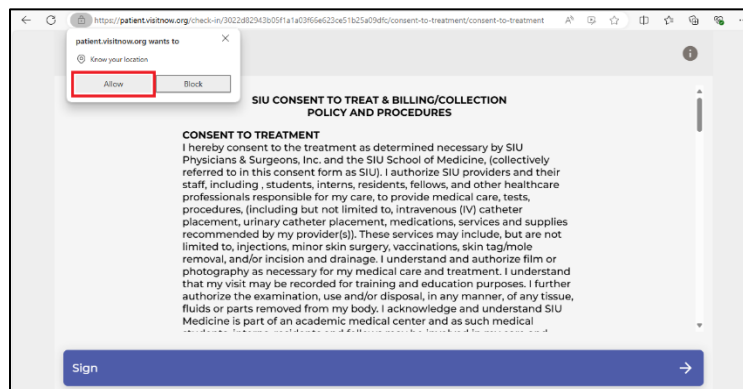 https://patient.visitnow.org/check-in/3022d82943b05f1a1a03f66e623ce51b25a09dfc/consent-to-treatment/consent-to-treatment
patient.visitnow.org wants to
Know your location
Allow Block
SIU CONSENT TO TREAT & BILLING/COLLECTION
POLICY AND PROCEDURES
CONSENT TO TREATMENT
I hereby consent to the treatment as determined necessary by SIU
Physicians & Surgeons, Inc. and the SIU School of Medicine, (collectively
referred to in this consent form as SIU). I authorize SIU providers and their
staff, including , students, interns, residents, fellows, and other healthcare
professionals responsible for my care, to provide medical care, tests,
procedures, (including but not limited to, intravenous (IV) catheter
placement, urinary catheter placement, medications, services and supplies
recommended by my provider(s)). These services may include, but are not
limited to, injections, minor skin surgery, vaccinations, skin tag/mole
removal, and/or incision and drainage. I understand and authorize film or
photography as necessary for my medical care and treatment. I understand
that my visit may be recorded for training and education purposes. I further
authorize the examination, use and/or disposal, in any manner, of any tissue,
fluids or parts removed from my body. I acknowledge and understand SIU
Medicine is part of an academic medical center and as such medical
Sign